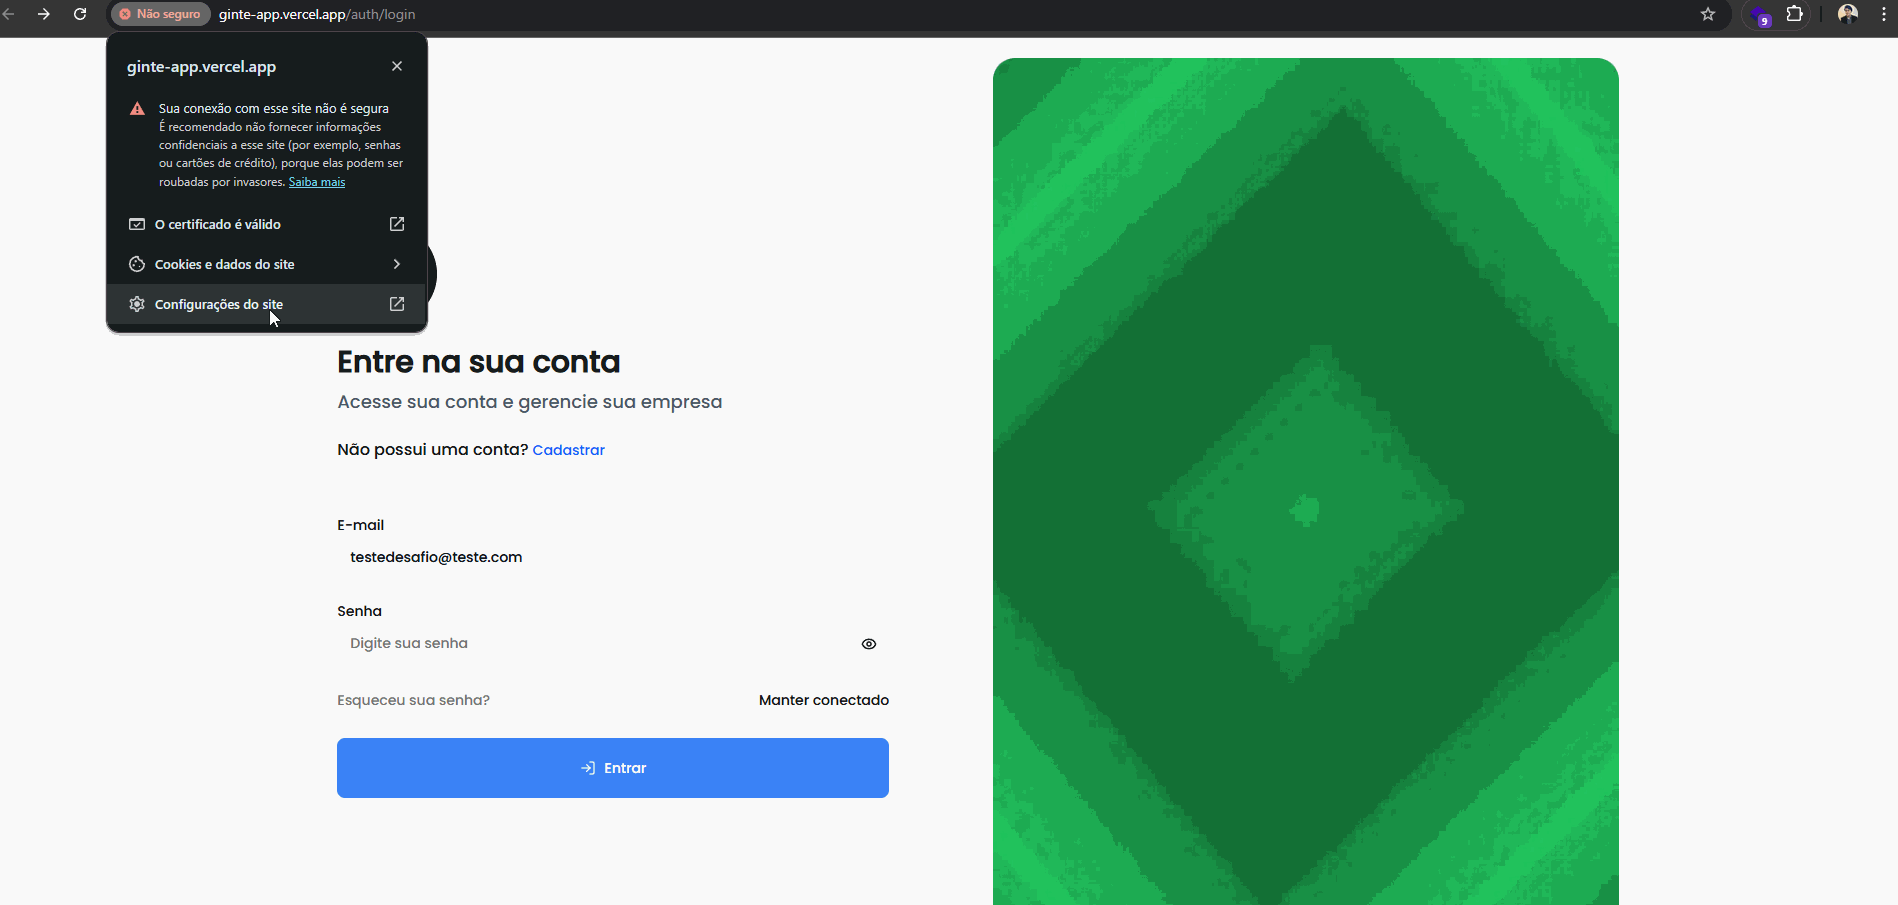 Não seguro
ginte-app.vercel.app/auth/login
9
ginte-app.vercel.app
Sua conexão com esse site não é segura
É recomendado não fornecer informações
confidenciais a esse site (por exemplo, senhas
ou cartões de crédito), porque elas podem ser
roubadas por invasores. Saiba mais
O certificado é válido
Cookies e dados do site
Configurações do site
Entre na sua conta
Acesse sua conta e gerencie sua empresa
Não possui uma conta? Cadastrar
E-mail
testedesafio@teste.com
Senha
Digite sua senha
Esqueceu sua senha? Manter conectado
Entrar